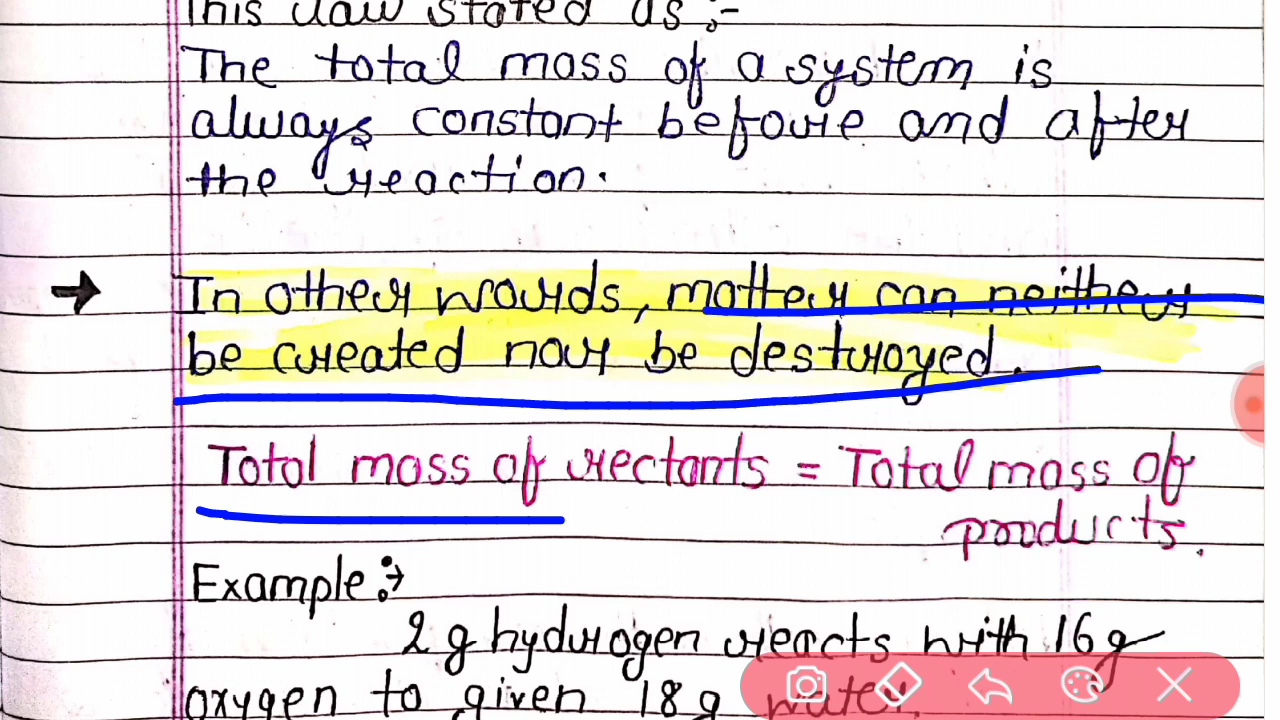 This law stated as :-
The total mass of a system is
always constant before and after
the reaction.
→ In other words, matter can neither
be created nor be destroyed.
Total mass of rectants = Total mass of
products.
Example :→
2 g hydrogen reacts with 16 g
oxygen to given 18 g water.